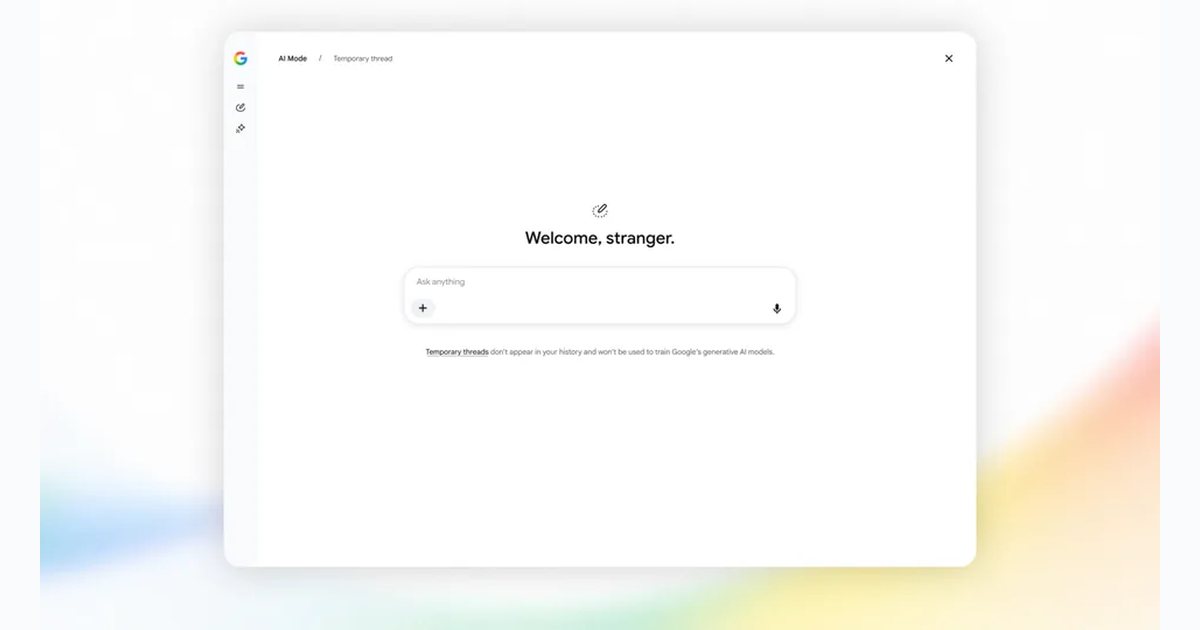 AI Mode / Temporary thread
Welcome, stranger.
Ask anything
Temporary threads don't appear in your history and won't be used to train Google's generative AI models.